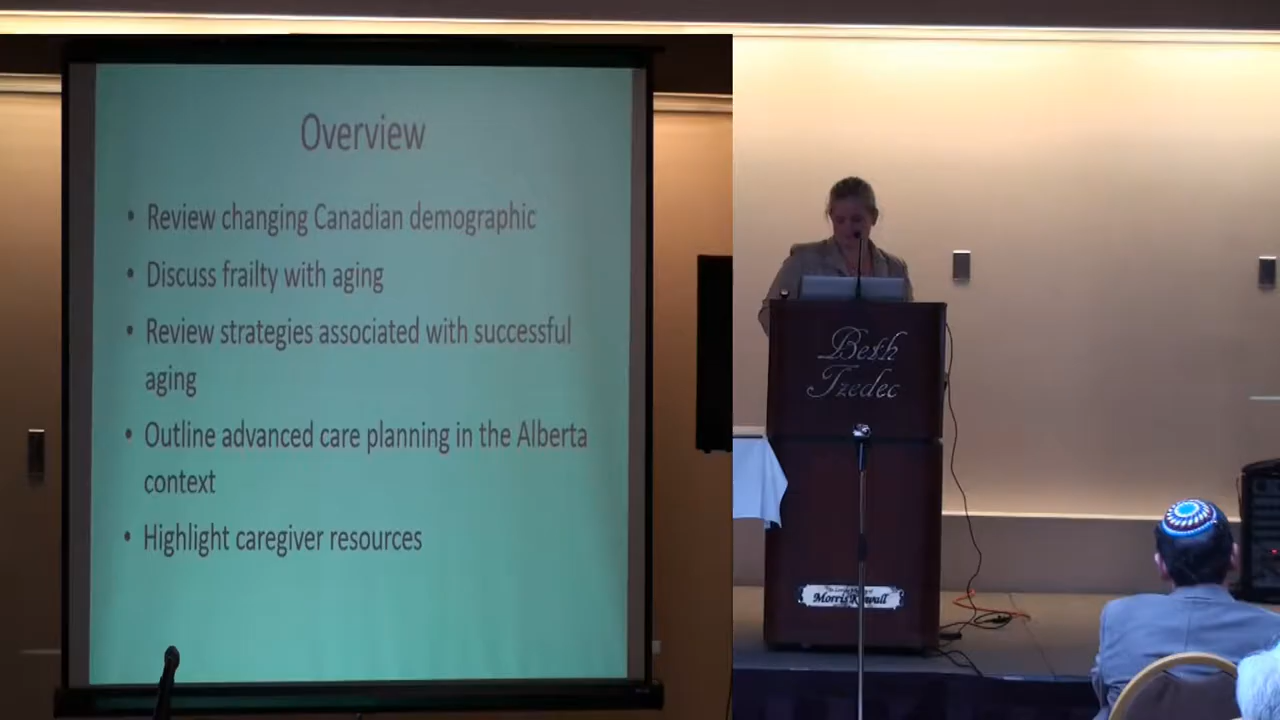 Overview
• Review changing Canadian demographic
• Discuss frailty with aging
• Review strategies associated with successful
aging
• Outline advanced care planning in the Alberta
context
• Highlight caregiver resources
Beth
Tzedec
Morris